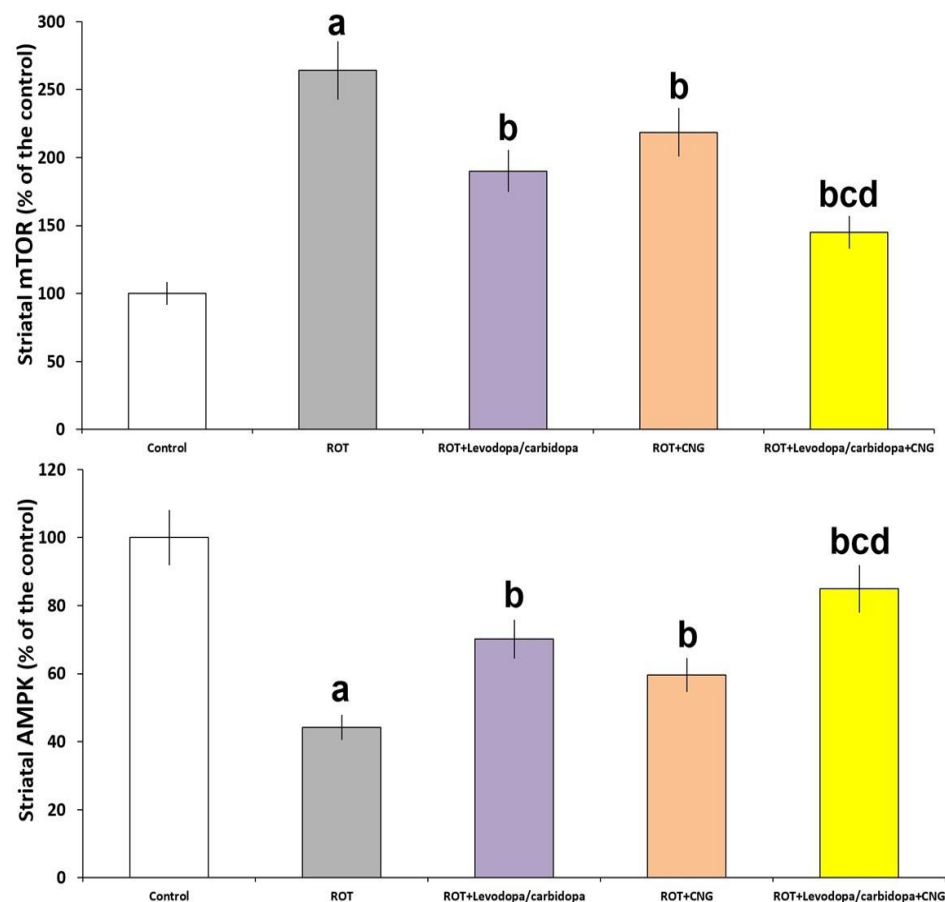 Striatal mTOR (% of the control)
300
250
200
150
100
50
0
a
b
b
bcd
Control ROT ROT+Levodopa/carbidopa ROT+CNG ROT+Levodopa/carbidopa+CNG
Striatal AMPK (% of the control)
120
100
80
60
40
20
0
a
b
b
bcd
Control ROT ROT+Levodopa/carbidopa ROT+CNG ROT+Levodopa/carbidopa+CNG